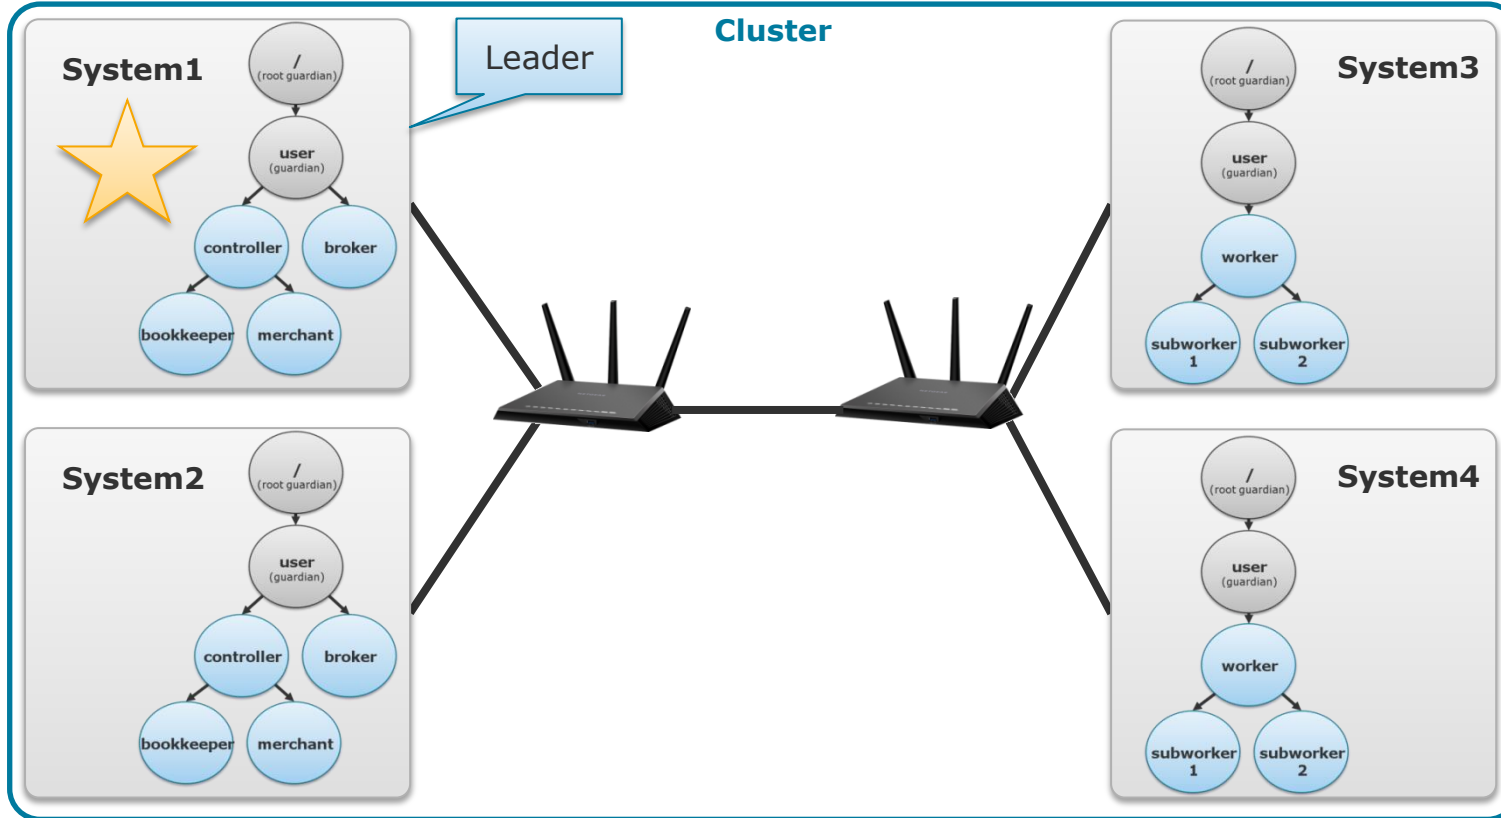 Cluster
System1
/
(root guardian)
user
(guardian)
controller
broker
bookkeeper
merchant
Leader
System3
/
(root guardian)
user
(guardian)
worker
subworker
1
subworker
2
System2
/
(root guardian)
user
(guardian)
controller
broker
bookkeeper
merchant
System4
/
(root guardian)
user
(guardian)
worker
subworker
1
subworker
2